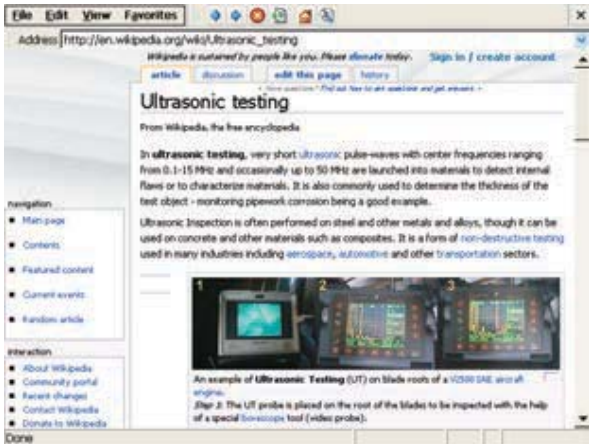 File Edit View Favorites
Address http://en.wikipedia.org/wiki/Ultrasonic_testing
Wikipedia is sustained by people like you. Please donate today.
Sign in / create account
article discussion edit this page history
Ultrasonic testing
From Wikipedia, the free encyclopedia
In ultrasonic testing, very short ultrasonic pulse-waves with center frequencies ranging
from 0.1-15 MHz and occasionally up to 50 MHz are launched into materials to detect internal
flaws or to characterize materials. It is also commonly used to determine the thickness of the
test object - monitoring pipework corrosion being a good example.
Ultrasonic Inspection is often performed on steel and other metals and alloys, though it can be
used on concrete and other materials such as composites. It is a form of non-destructive testing
used in many industries including aerospace, automotive and other transportation sectors.
navigation
Main page
Contents
Featured content
Current events
Random article
interaction
About Wikipedia
Community portal
Recent changes
Contact Wikipedia
Donate to Wikipedia
1 2 3
An example of Ultrasonic Testing (UT) on blade roots of a V2500 IAE aircraft
engine.
Step 1: The UT probe is placed on the root of the blades to be inspected with the help
of a special borescope tool (video probe).
Done